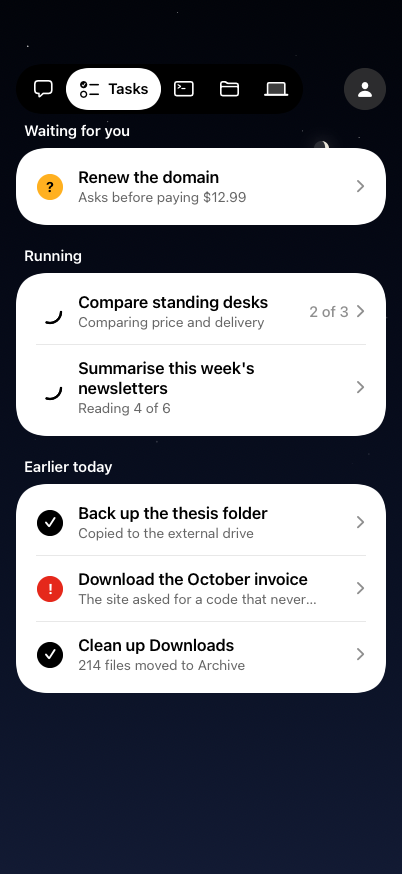 Tasks
Waiting for you
?
Renew the domain
Asks before paying $12.99
Running
Compare standing desks
Comparing price and delivery
2 of 3
Summarise this week's
newsletters
Reading 4 of 6
Earlier today
Back up the thesis folder
Copied to the external drive
!
Download the October invoice
The site asked for a code that never...
Clean up Downloads
214 files moved to Archive